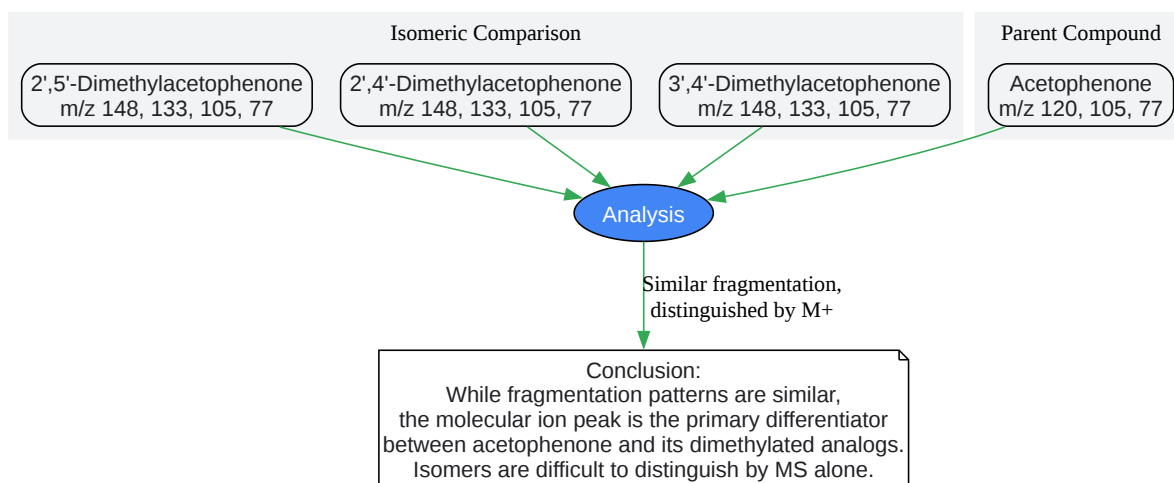 Isomeric Comparison
Parent Compound
2',5'-Dimethylacetophenone
m/z 148, 133, 105, 77
2',4'-Dimethylacetophenone
m/z 148, 133, 105, 77
3',4'-Dimethylacetophenone
m/z 148, 133, 105, 77
Acetophenone
m/z 120, 105, 77
Analysis
Similar fragmentation,
distinguished by M+
Conclusion:
While fragmentation patterns are similar,
the molecular ion peak is the primary differentiator
between acetophenone and its dimethylated analogs.
Isomers are difficult to distinguish by MS alone.